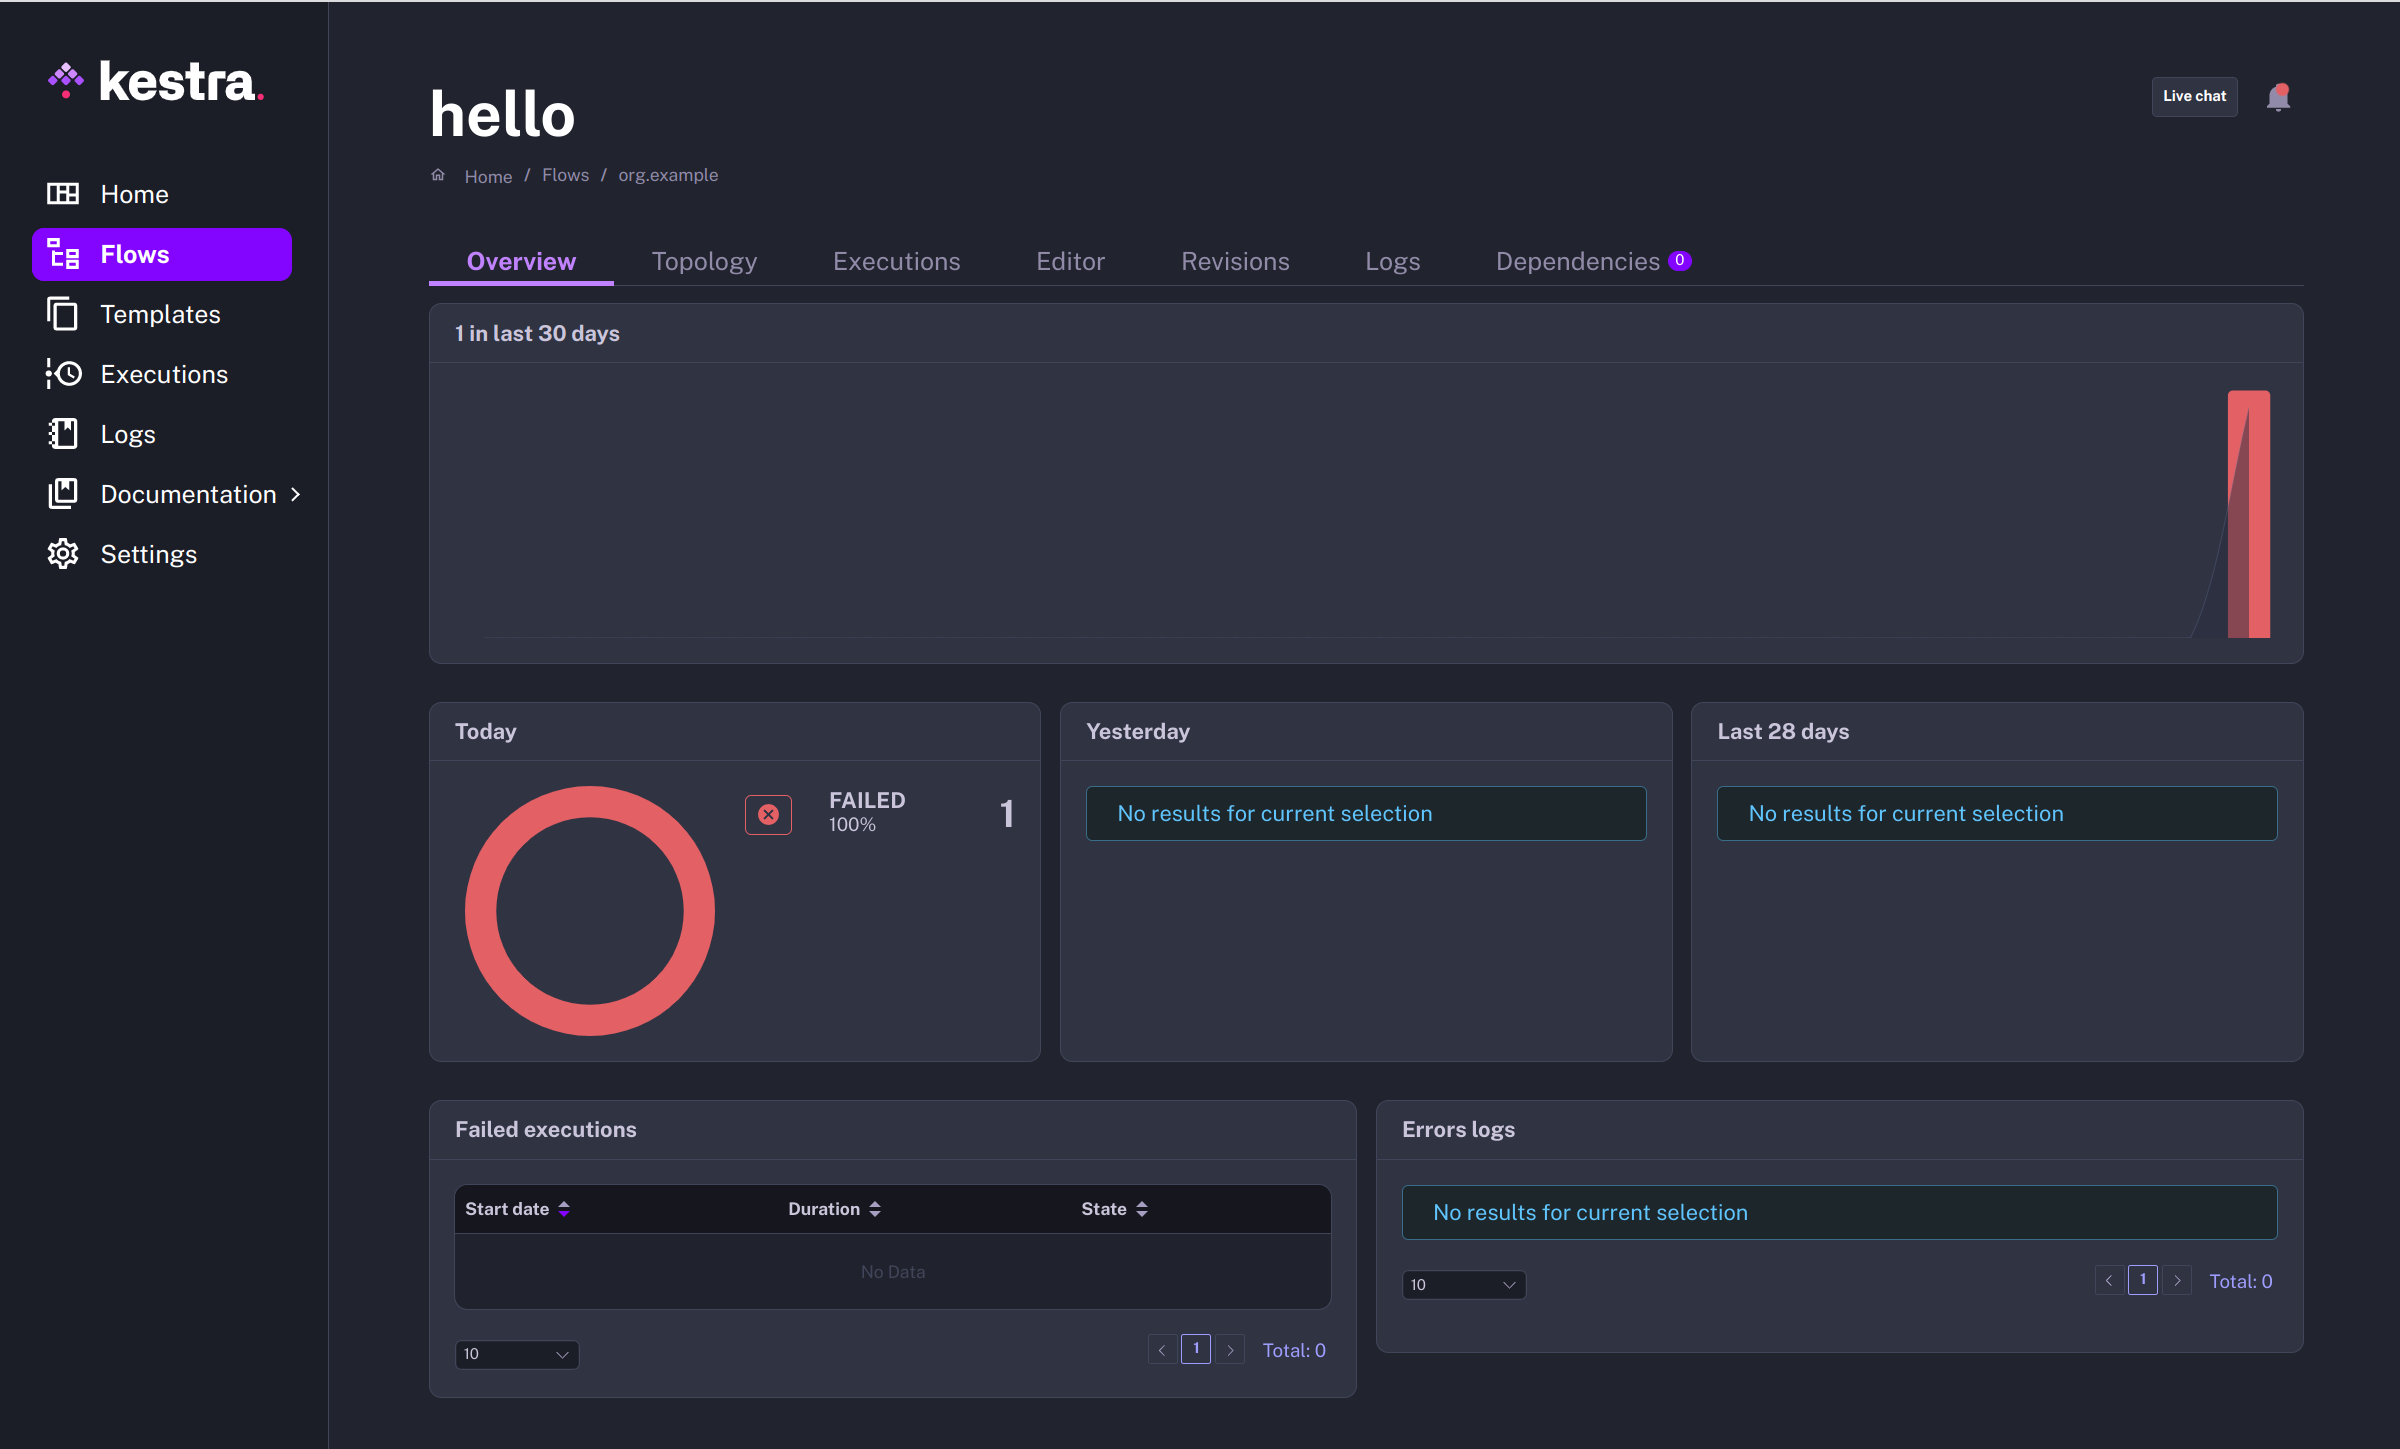 kestra.
Home
Flows
Templates
Executions
Logs
Documentation
Settings
hello
Live chat
Home / Flows / org.example
Overview Topology Executions Editor Revisions Logs Dependencies 0
1 in last 30 days
Today
FAILED
100%
1
Yesterday
No results for current selection
Last 28 days
No results for current selection
Failed executions
Start date Duration State
No Data
10
1
Total: 0
Errors logs
No results for current selection
10
1
Total: 0